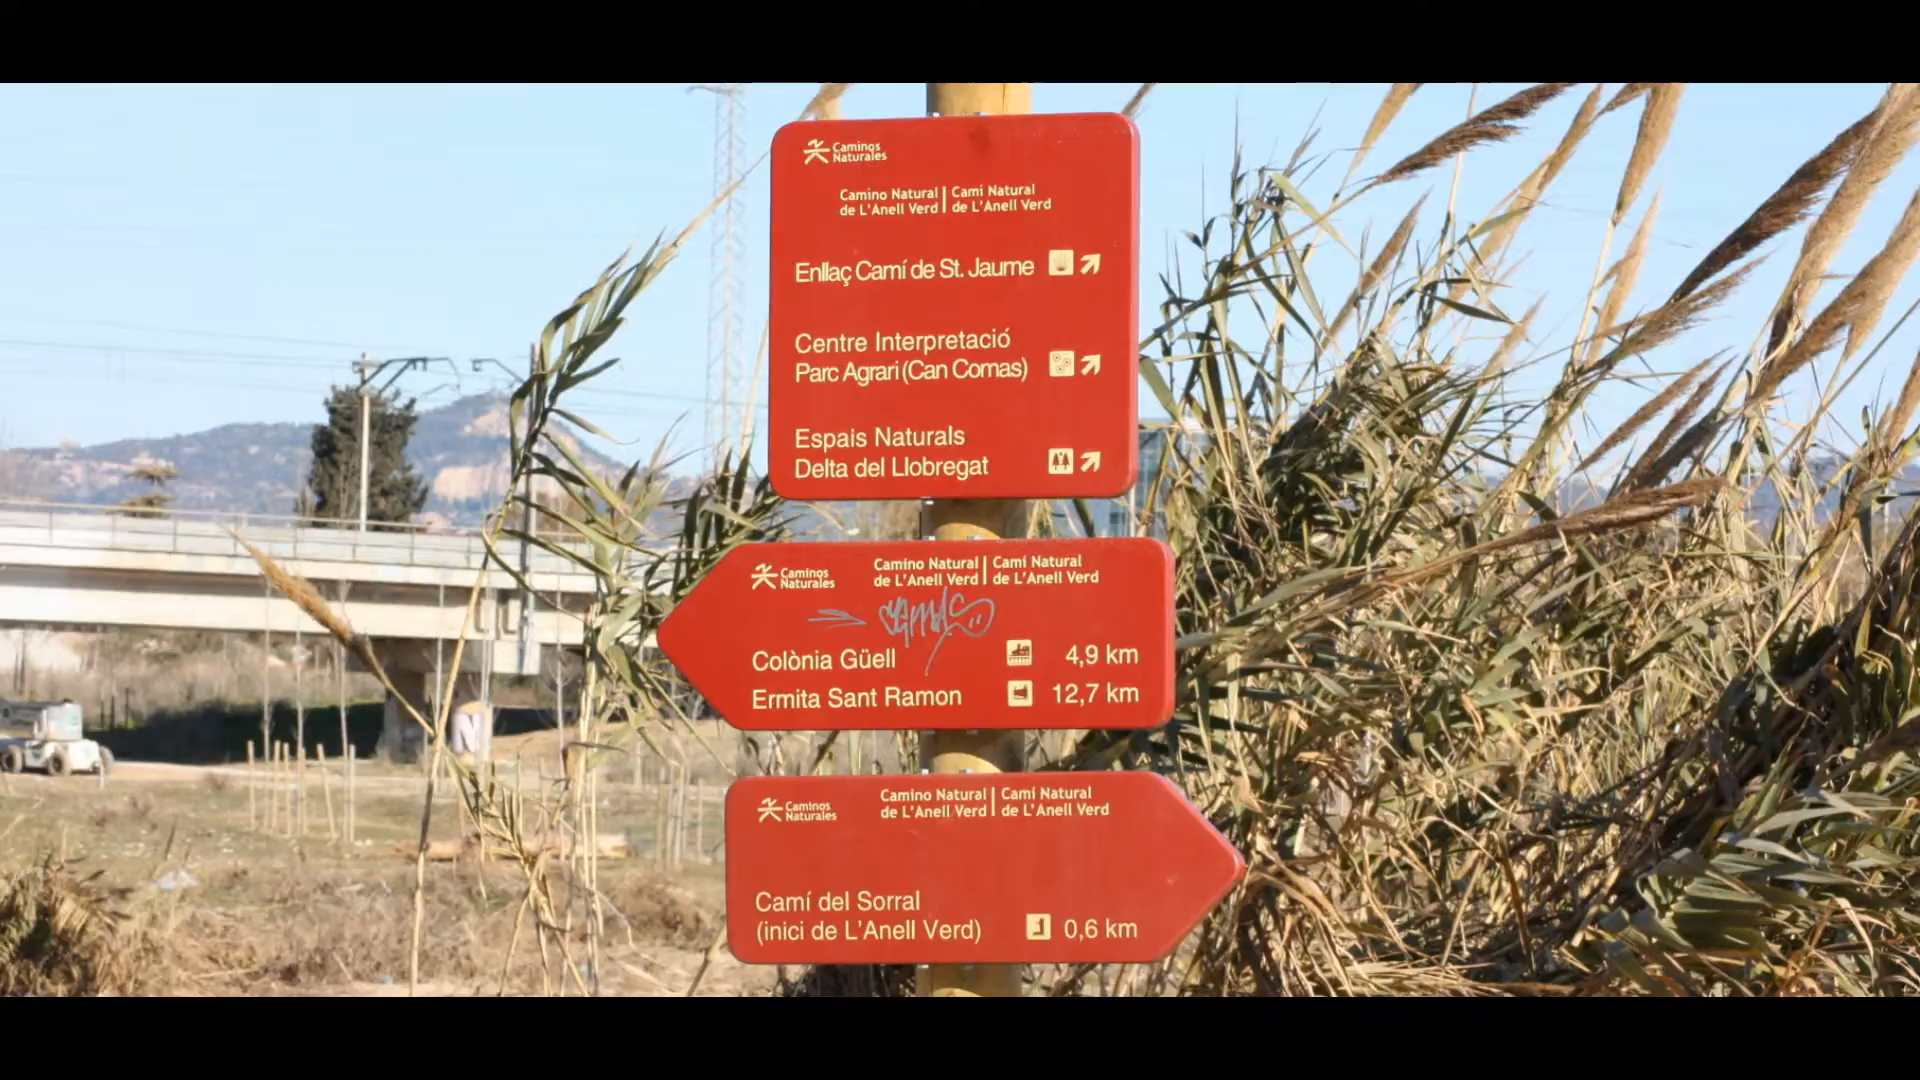 Caminos
Naturales
Camino Natural | Camí Natural
de L'Anell Verd | de L'Anell Verd
Enllaç Camí de St. Jaume
Centre Interpretació
Parc Agrari (Can Comas)
Espais Naturals
Delta del Llobregat
Caminos
Naturales
Camino Natural | Camí Natural
de L'Anell Verd | de L'Anell Verd
Colònia Güell 4,9 km
Ermita Sant Ramon 12,7 km
Caminos
Naturales
Camino Natural | Camí Natural
de L'Anell Verd | de L'Anell Verd
Camí del Sorral
(inici de L'Anell Verd) 0,6 km